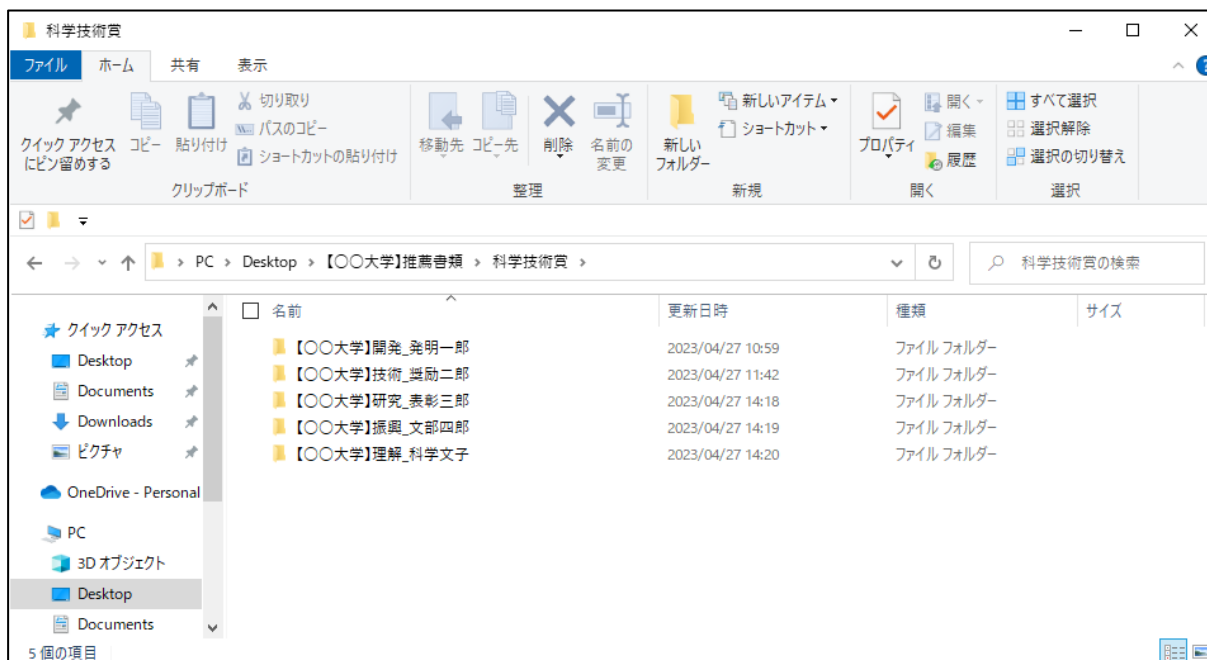 科学技術賞
ファイル ホーム 共有 表示
クイック アクセス
にピン留めする
コピー
貼り付け
切り取り
パスのコピー
ショートカットの貼り付け
クリップボード
移動先
コピー先
削除
名前の
変更
整理
新しい
フォルダー
新しいアイテム
ショートカット
新規
プロパティ
開く
編集
履歴
開く
すべて選択
選択解除
選択の切り替え
選択
PC > Desktop > 【〇〇大学】推薦書類 > 科学技術賞 >
科学技術賞の検索
クイック アクセス
Desktop
Documents
Downloads
ピクチャ
OneDrive - Personal
PC
3D オブジェクト
Desktop
Documents
名前 更新日時 種類 サイズ
【〇〇大学】開発_発明一郎 2023/04/27 10:59 ファイル フォルダー
【〇〇大学】技術_奨励二郎 2023/04/27 11:42 ファイル フォルダー
【〇〇大学】研究_表彰三郎 2023/04/27 14:18 ファイル フォルダー
【〇〇大学】振興_文部四郎 2023/04/27 14:19 ファイル フォルダー
【〇〇大学】理解_科学文子 2023/04/27 14:20 ファイル フォルダー
5 個の項目